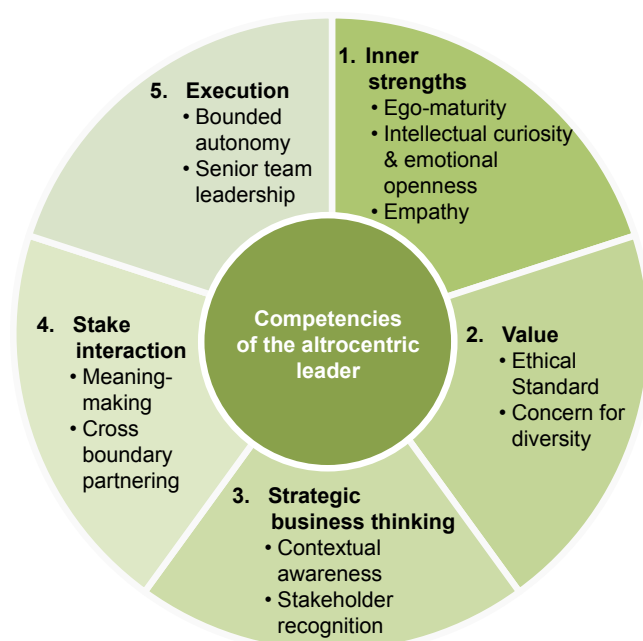 1. Inner
strengths
• Ego-maturity
• Intellectual curiosity
& emotional
openness
• Empathy
2. Value
• Ethical
Standard
• Concern for
diversity
3. Strategic
business thinking
• Contextual
awareness
• Stakeholder
recognition
4. Stake
interaction
• Meaning-
making
• Cross
boundary
partnering
5. Execution
• Bounded
autonomy
• Senior team
leadership
Competencies
of the altrocentric
leader